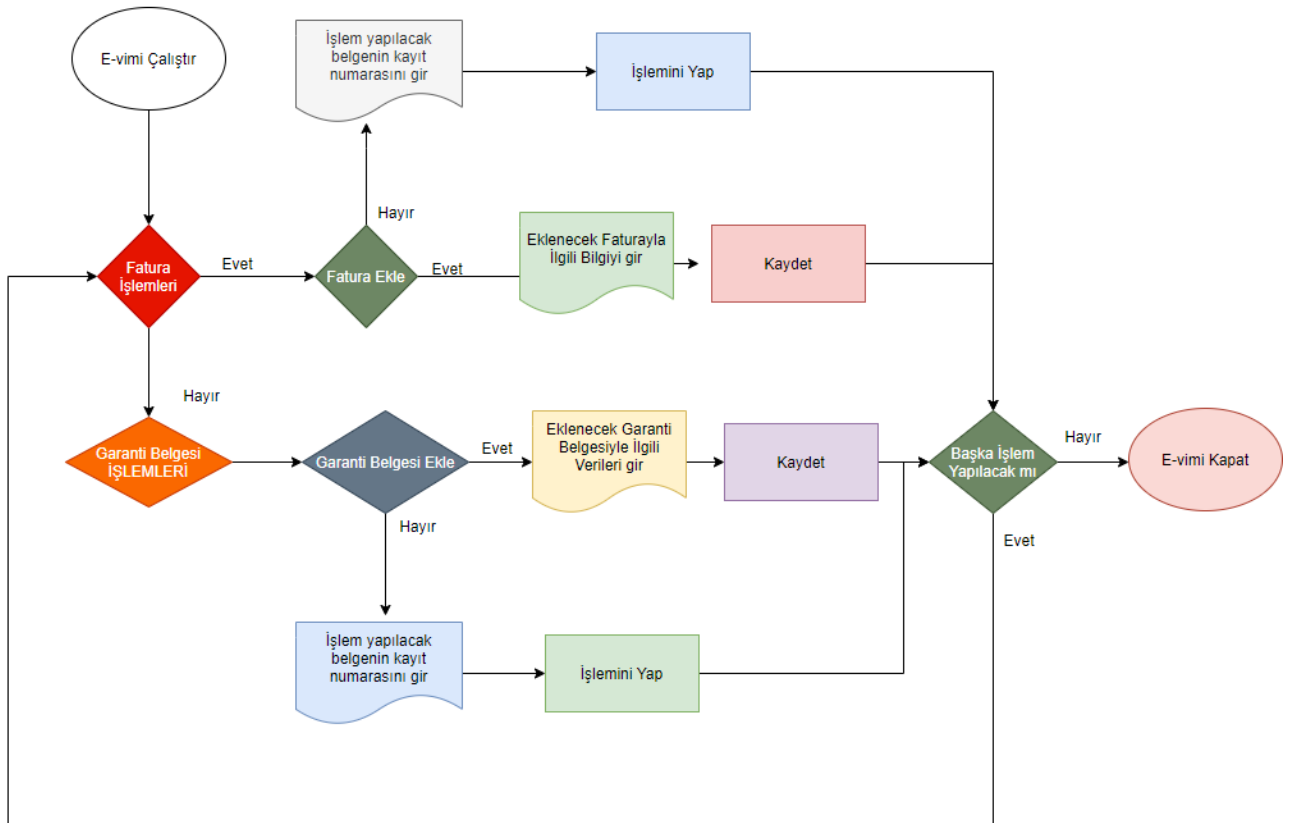 E-vimi Çalıştır
İşlem yapılacak
belgenin kayıt
numarasını gir
İşlemini Yap
Hayır
Fatura
İşlemleri
Evet
Fatura Ekle
Evet
Eklenecek Faturayla
İlgili Bilgiyi gir
Kaydet
Hayır
Garanti Belgesi
İŞLEMLERİ
Garanti Belgesi Ekle
Evet
Eklenecek Garanti
Belgesiyle İlgili
Verileri gir
Kaydet
Başka İşlem
Yapılacak mı
Hayır
E-vimi Kapat
Hayır
Evet
İşlem yapılacak
belgenin kayıt
numarasını gir
İşlemini Yap